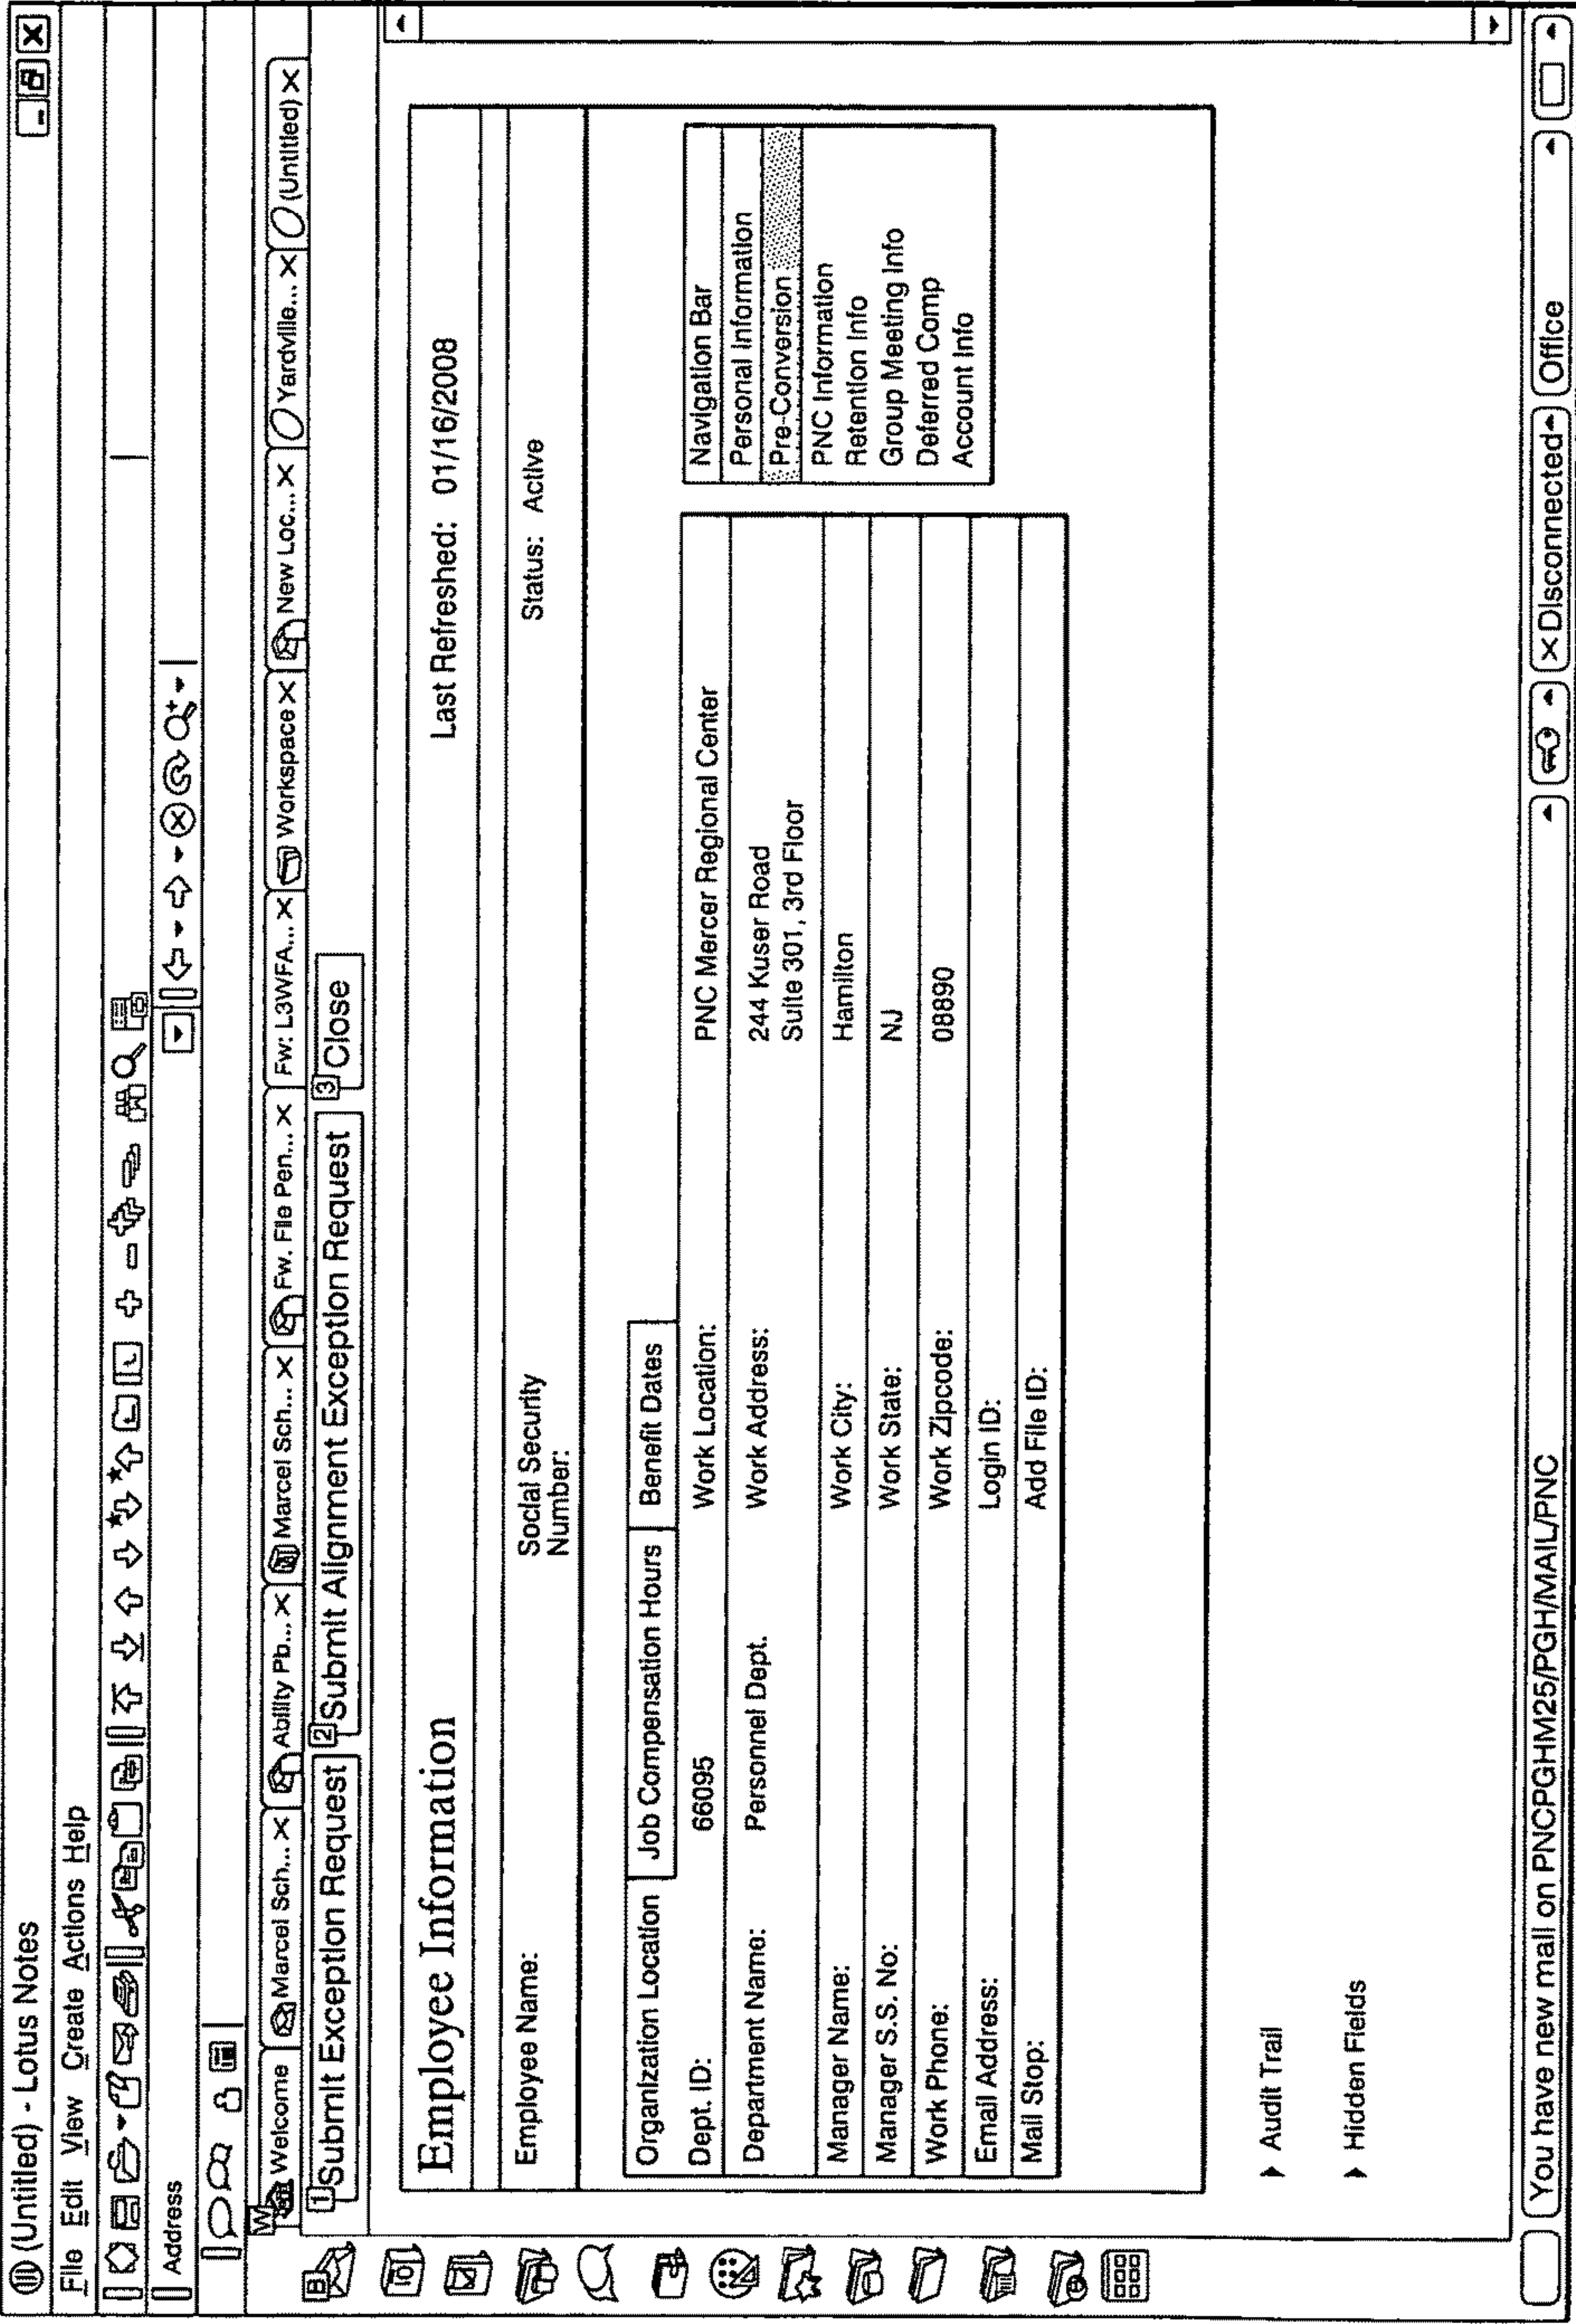 (Untitled) - Lotus Notes
File Edit View Create Actions Help
Address
W Welcome Marcel Sch... X Ability Pb... X Marcel Sch... X Fw. File Pen... X Fw: L3WFA... X Workspace X New Loc... X Yardville... X (Untitled) X
1 Submit Exception Request 2 Submit Alignment Exception Request 3 Close
Employee Information Last Refreshed: 01/16/2008
Employee Name: Social Security Number: Status: Active
Organization Location Job Compensation Hours Benefit Dates
Dept. ID: 66095 Work Location: PNC Mercer Regional Center
Department Name: Personnel Dept. Work Address: 244 Kuser Road
Suite 301, 3rd Floor
Manager Name: Work City: Hamilton
Manager S.S. No: Work State: NJ
Work Phone: Work Zipcode: 08890
Email Address: Login ID:
Mail Stop: Add File ID:
Navigation Bar
Personal Information
Pre-Conversion
PNC Information
Retention Info
Group Meeting Info
Deferred Comp
Account Info
Audit Trail
Hidden Fields
B
10
You have new mail on PNCPGHM25/PGH/MAIL/PNC X Disconnected Office